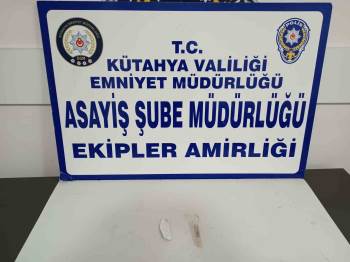 T.C.
KÜTAHYA VALİLİĞİ
EMNİYET MÜDÜRLÜĞÜ
ASAYİŞ ŞUBE MÜDÜRLÜĞÜ
EKİPLER AMİRLİĞİ